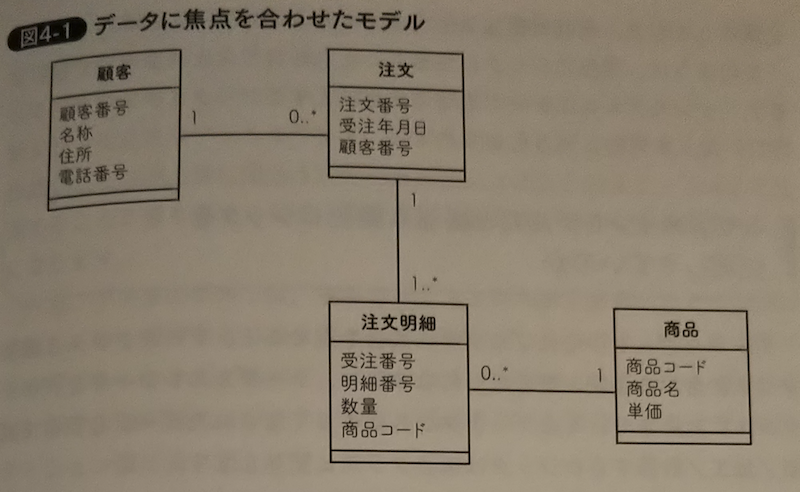 図4-1 データに焦点を合わせたモデル
顧客
顧客番号
名称
住所
電話番号
1
0..*
注文
注文番号
受注年月日
顧客番号
1
1..*
注文明細
受注番号
明細番号
数量
商品コード
0..*
1
商品
商品コード
商品名
単価